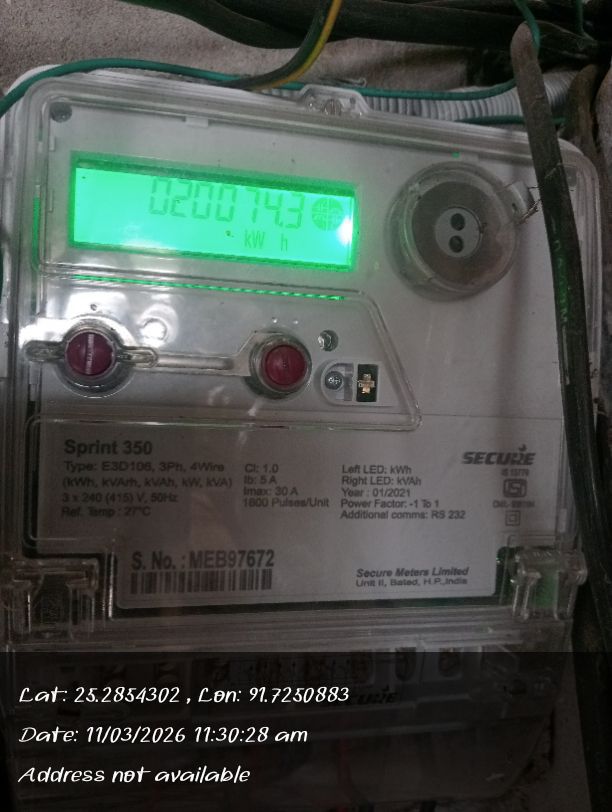 020074.3
kW h
Sprint 350
Type: E3D106, 3Ph, 4Wire
(kWh, kVArh, kVAh, kW, kVA)
3 x 240 (415) V, 50Hz
Ref. Temp : 27°C
Cl: 1.0
Ib: 5 A
Imax: 30 A
1600 Pulses/Unit
Left LED: kWh
Right LED: kVAh
Year : 01/2021
Power Factor: -1 To 1
Additional comms: RS 232
SECURE
IS 13779
S. No. : MEB97672
Secure Meters Limited
Unit II, Bated, H.P., India
SECURE
Lat: 25.2854302 , Lon: 91.7250883
Date: 11/03/2026 11:30:28 am
Address not available